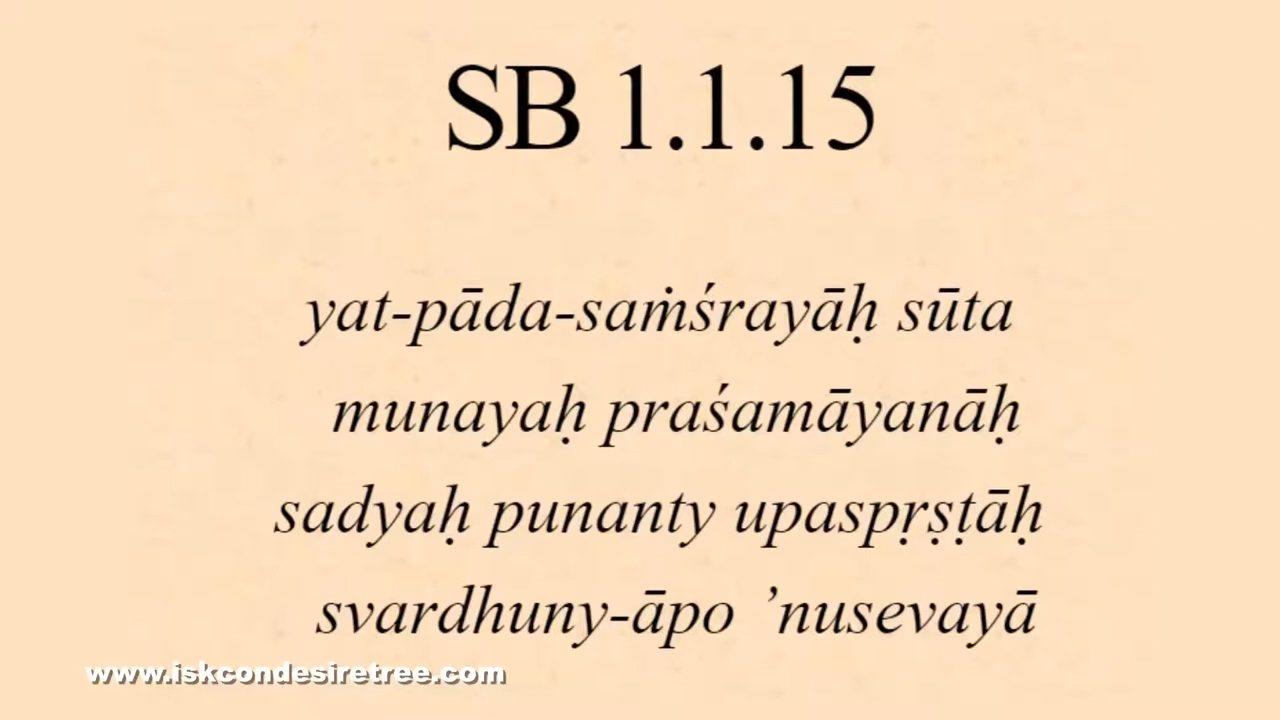 SB 1.1.15
yat-pāda-saṁśrayāḥ sūta
munayaḥ praśamāyanāḥ
sadyaḥ punanty upaspṛṣṭāḥ
svardhuny-āpo ’nusevayā
www.iskcondesiretree.com